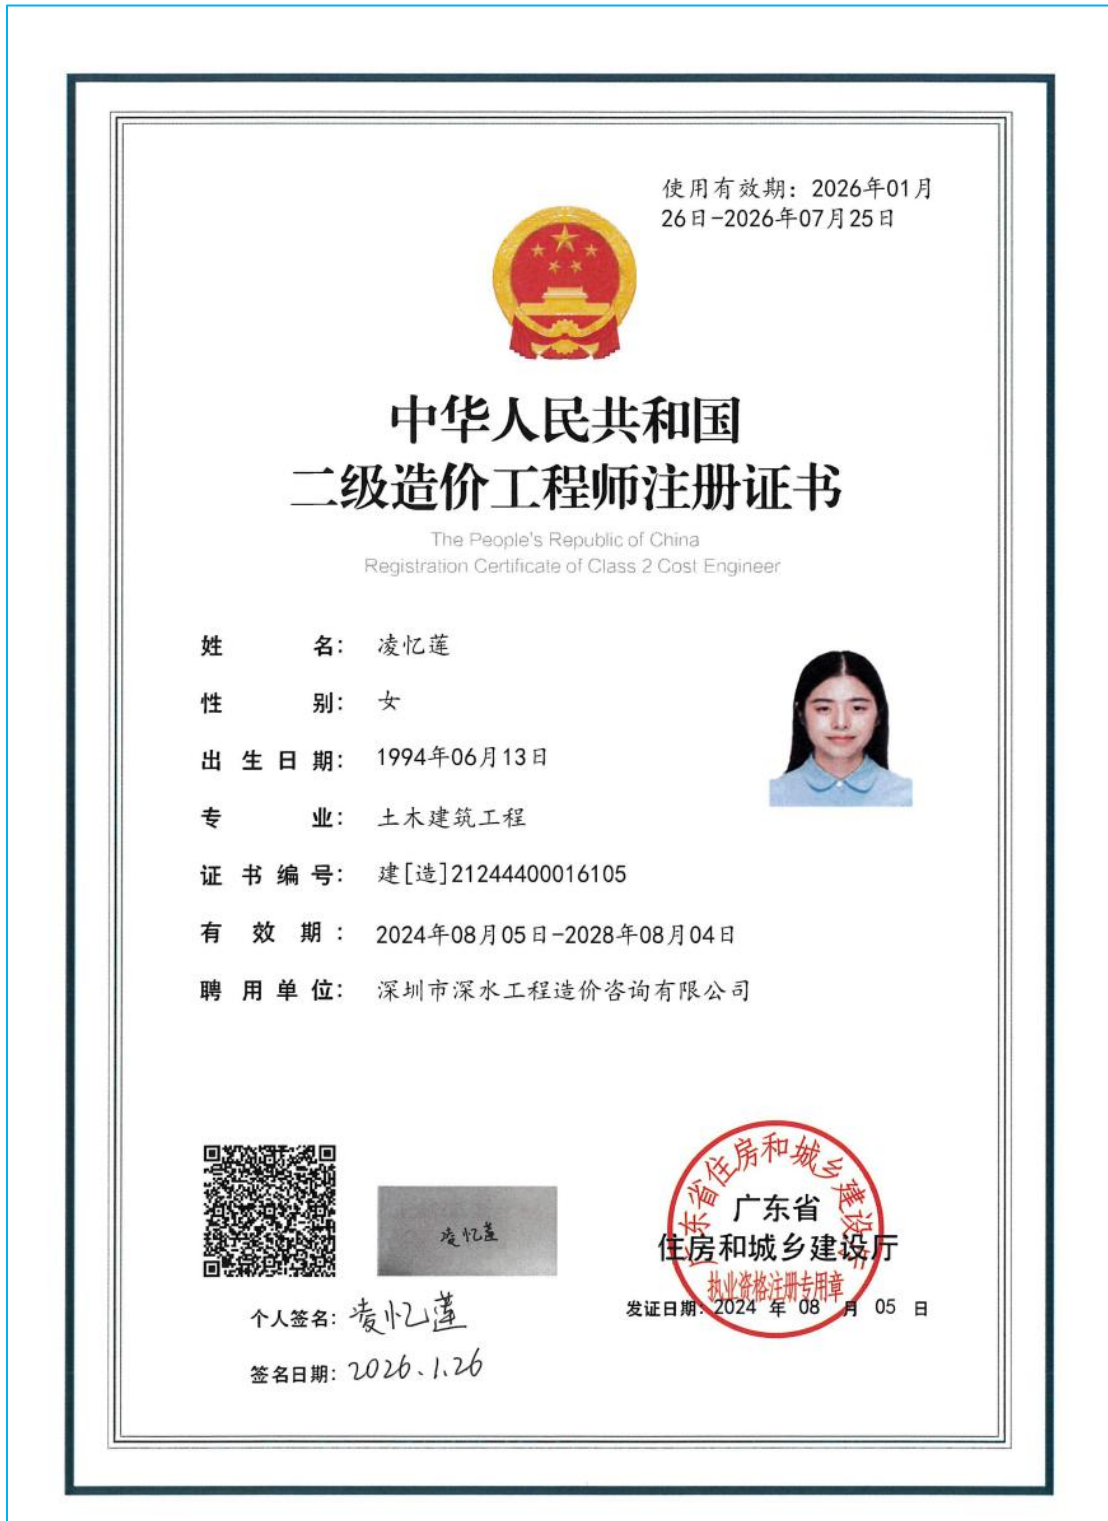 使用有效期：2026年01月
26日-2026年07月25日
中华人民共和国
二级造价工程师注册证书
The People's Republic of China
Registration Certificate of Class 2 Cost Engineer
姓名：凌忆莲
性别：女
出生日期：1994年06月13日
专业：土木建筑工程
证书编号：建[造]21244400016105
有效期：2024年08月05日-2028年08月04日
聘用单位：深圳市深水工程造价咨询有限公司
凌忆莲
广东省住房和城乡建设厅
广东省
住房和城乡建设厅
执业资格注册专用章
个人签名：凌忆莲
发证日期：2024年08月05日
签名日期：2026.1.26